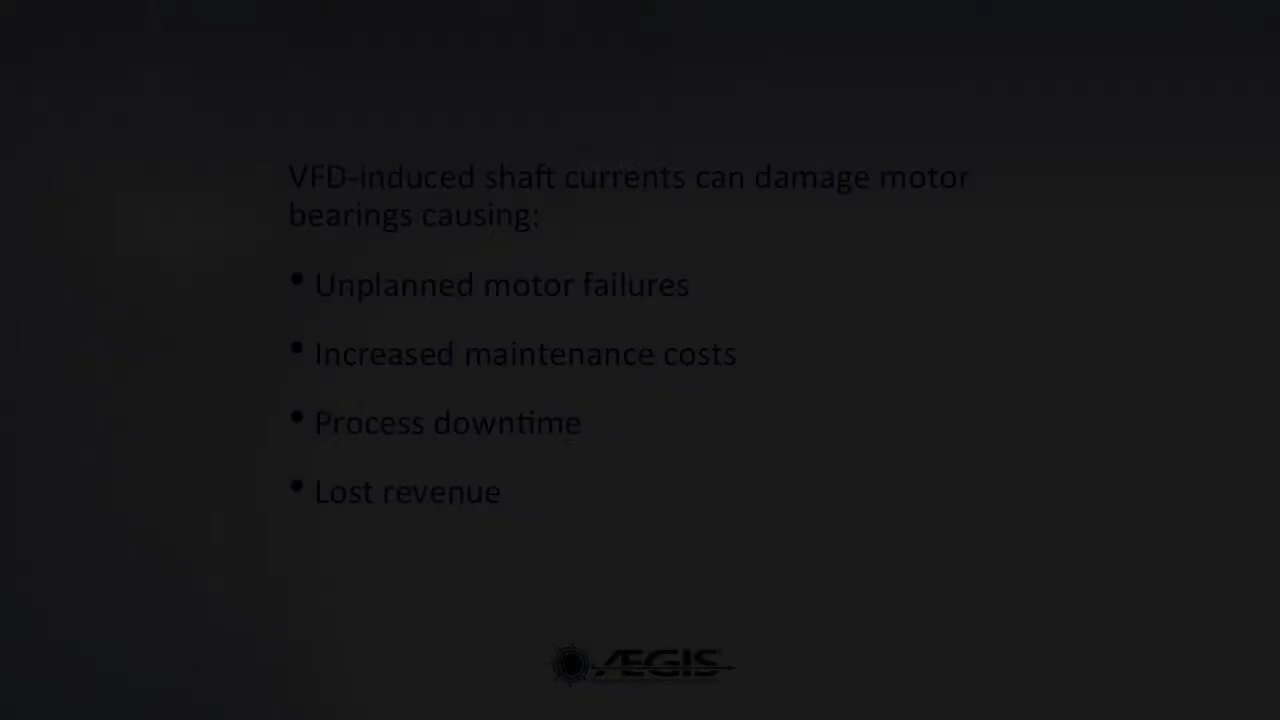 VFD-induced shaft currents can damage motor
bearings causing:
• Unplanned motor failures
• Increased maintenance costs
• Process downtime
• Lost revenue
ÆGIS